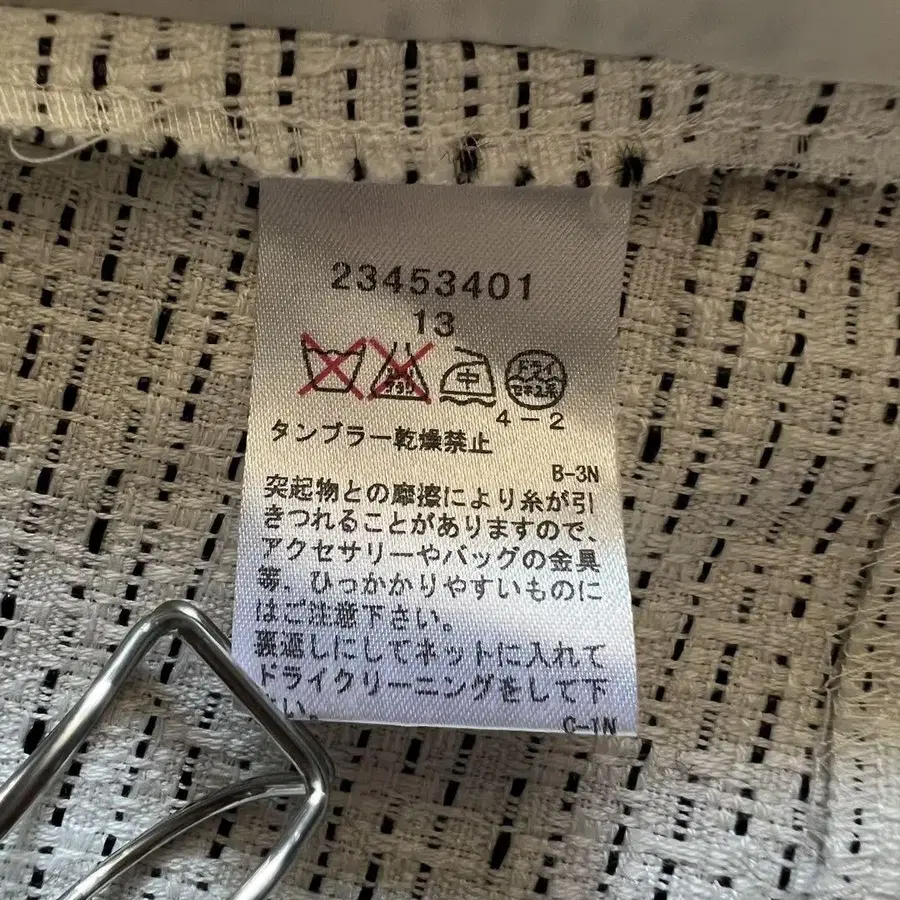 23453401
13
中 ドライ
4-2
タンブラー乾燥禁止
B-3N
突起物との摩擦により糸が引
きつれることがありますので、
アクセサリーやバッグの金具
等、ひっかかりやすいものに
はご注意下さい。
裏返しにしてネットに入れて
ドライクリーニングをして下
い。
C-1N